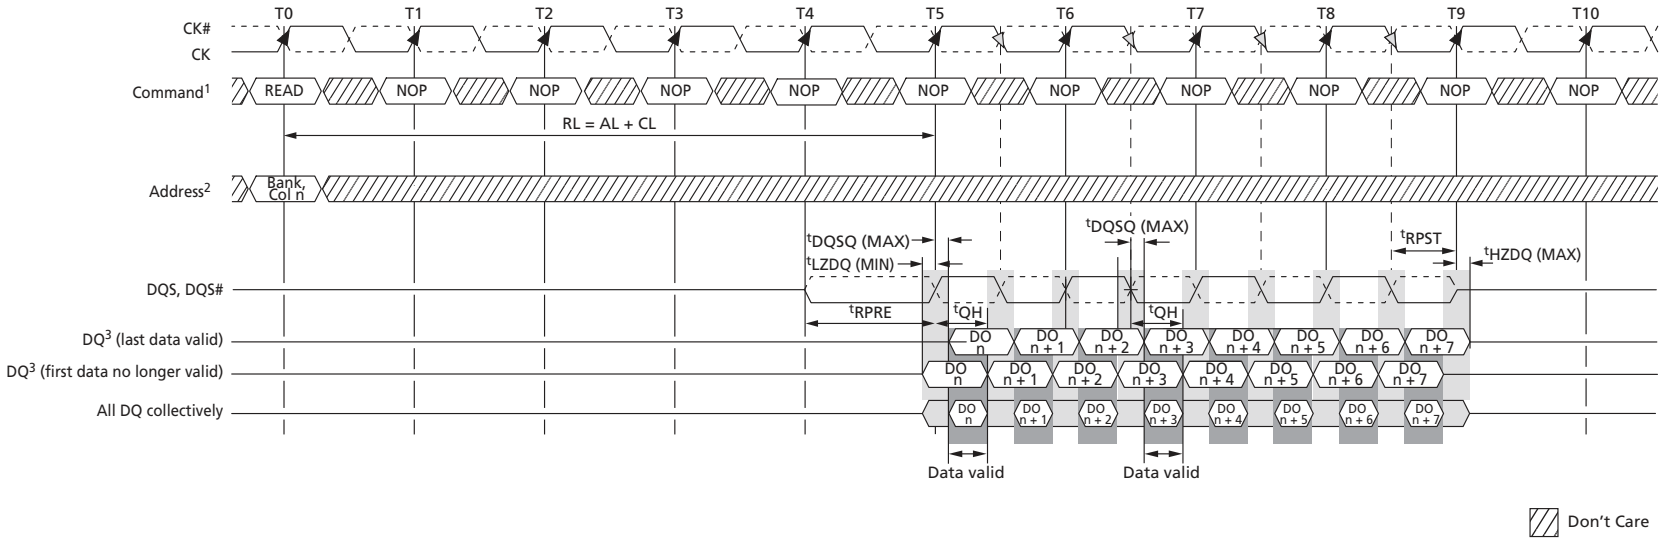 T0 T1 T2 T3 T4 T5 T6 T7 T8 T9 T10
CK#
CK
Command1 READ NOP NOP NOP NOP NOP NOP NOP NOP NOP NOP
RL = AL + CL
Address2 Bank, Col n
tDQSQ (MAX) tDQSQ (MAX) tRPST
tLZDQ (MIN) tHZDQ (MAX)
DQS, DQS#
tRPRE tQH tQH
DQ3 (last data valid) DO n DO n + 1 DO n + 2 DO n + 3 DO n + 4 DO n + 5 DO n + 6 DO n + 7
DQ3 (first data no longer valid) DO n DO n + 1 DO n + 2 DO n + 3 DO n + 4 DO n + 5 DO n + 6 DO n + 7
All DQ collectively DO n DO n + 1 DO n + 2 DO n + 3 DO n + 4 DO n + 5 DO n + 6 DO n + 7
Data valid Data valid
Don't Care